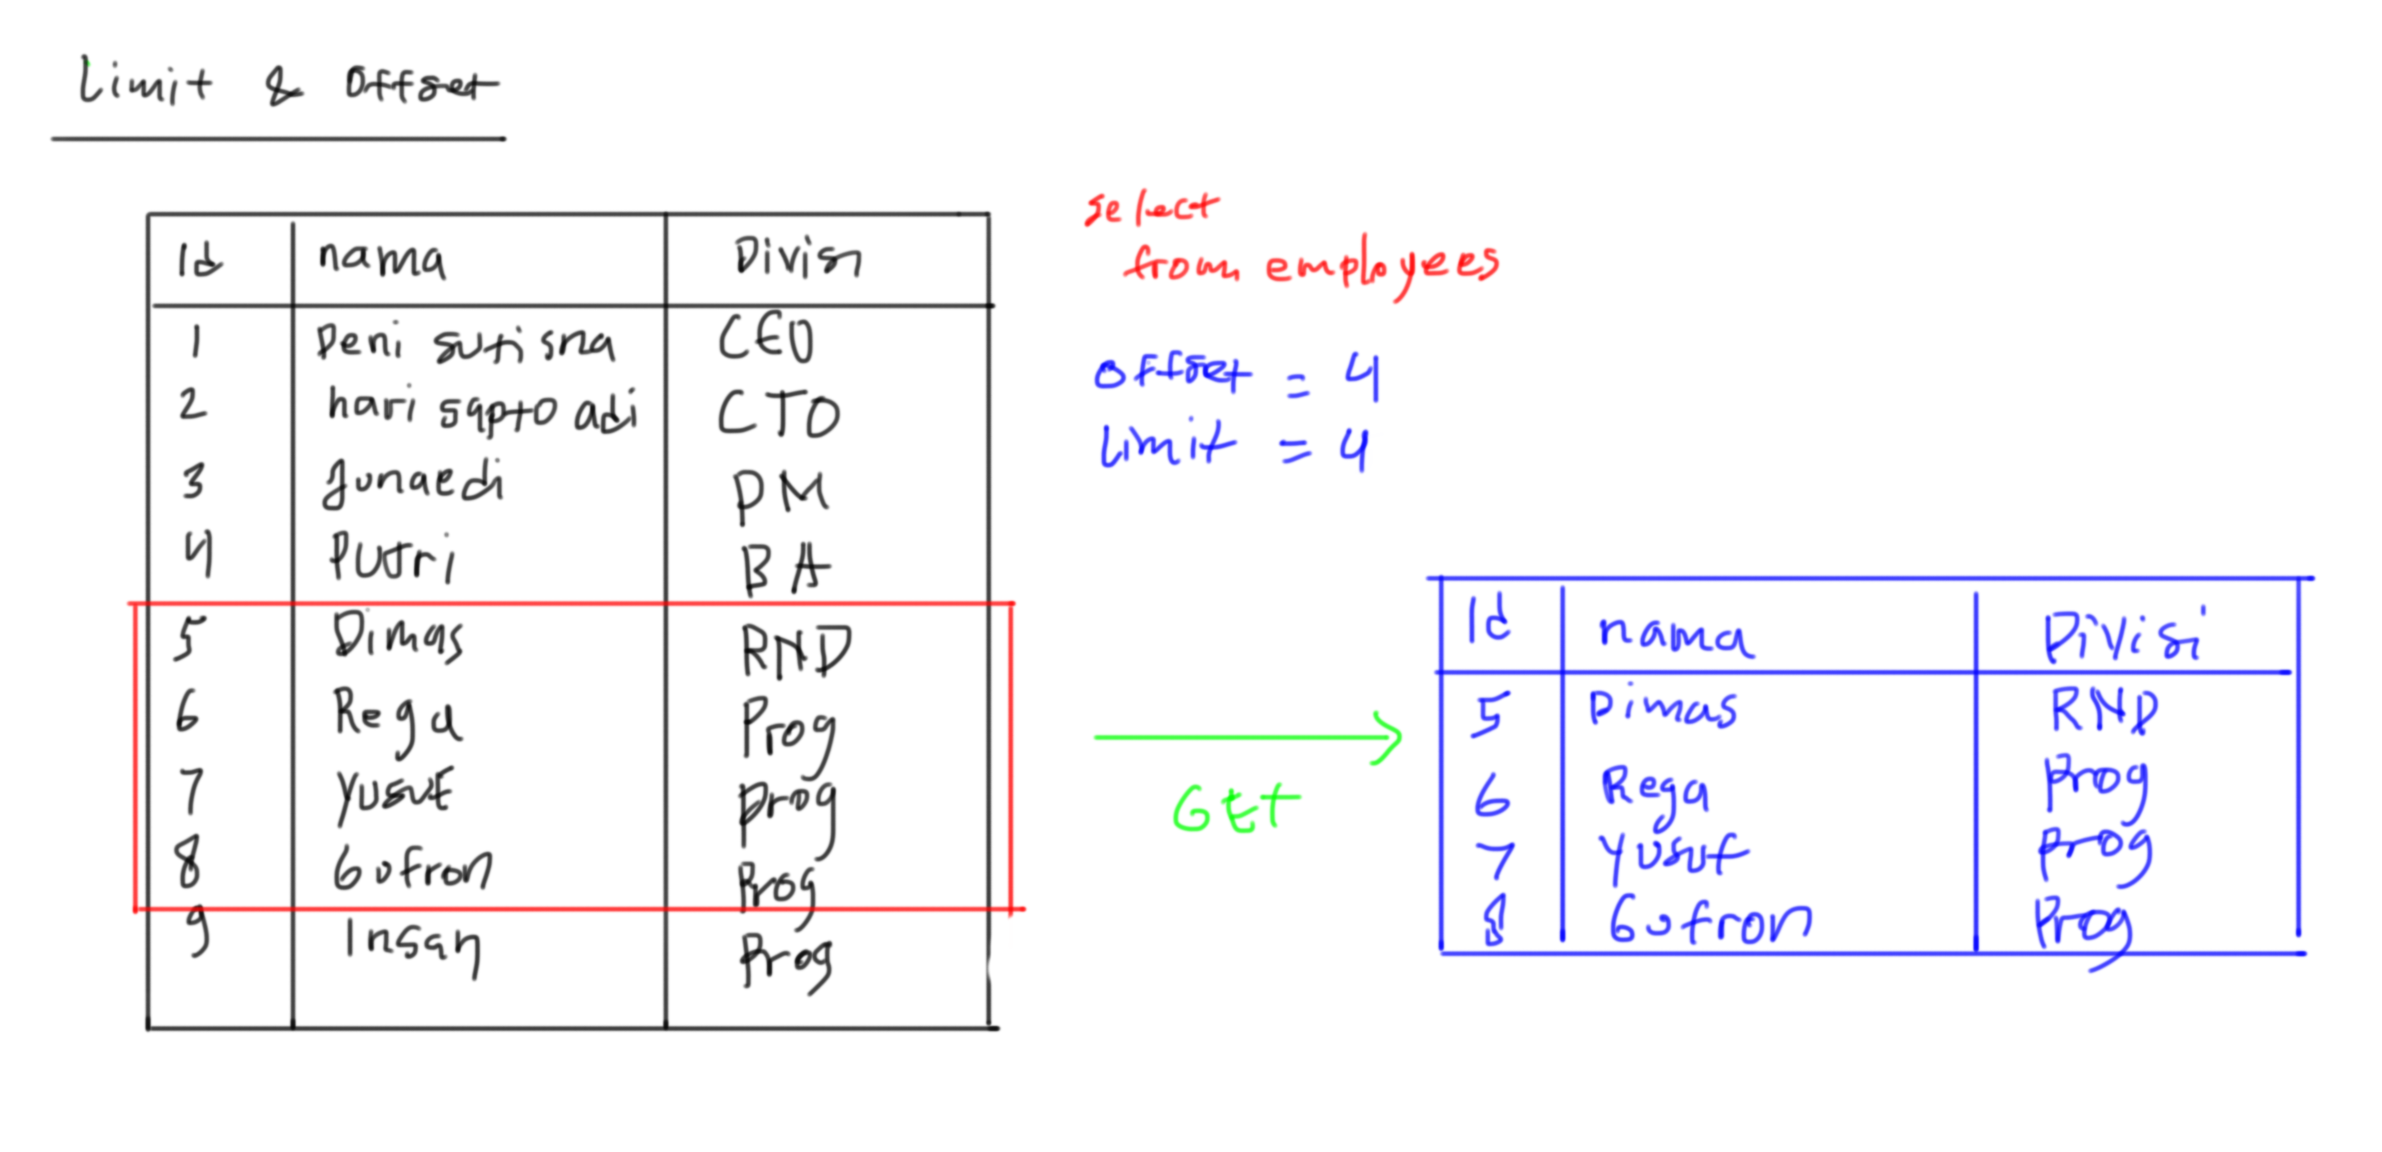 Limit & Offset
Id nama Divisi
1 Deni sutisna CEO
2 hari sapto adi CTO
3 Junaedi PM
4 Putri BA
5 Dimas RND
6 Rega Prog
7 Yusuf Prog
8 Gufron Prog
9 Insan Prog
select
from employees
offset = 4
limit = 4
Get
Id nama Divisi
5 Dimas RND
6 Rega Prog
7 Yusuf Prog
8 Gufron Prog